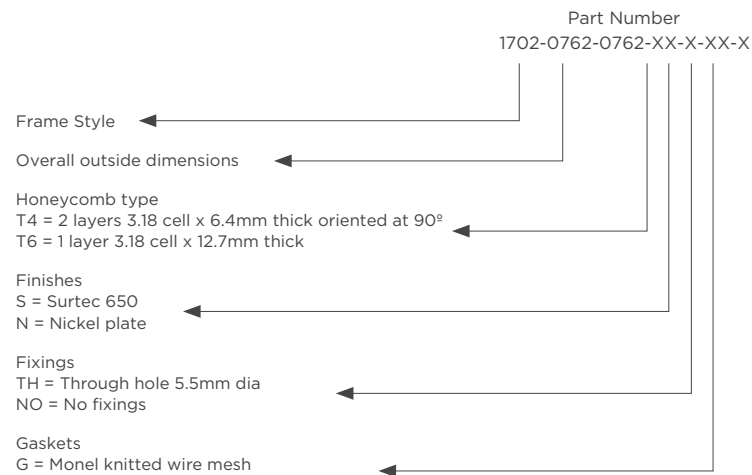 Part Number
1702-0762-0762-XX-X-XX-X
Frame Style
Overall outside dimensions
Honeycomb type
T4 = 2 layers 3.18 cell x 6.4mm thick oriented at 90º
T6 = 1 layer 3.18 cell x 12.7mm thick
Finishes
S = Surtec 650
N = Nickel plate
Fixings
TH = Through hole 5.5mm dia
NO = No fixings
Gaskets
G = Monel knitted wire mesh